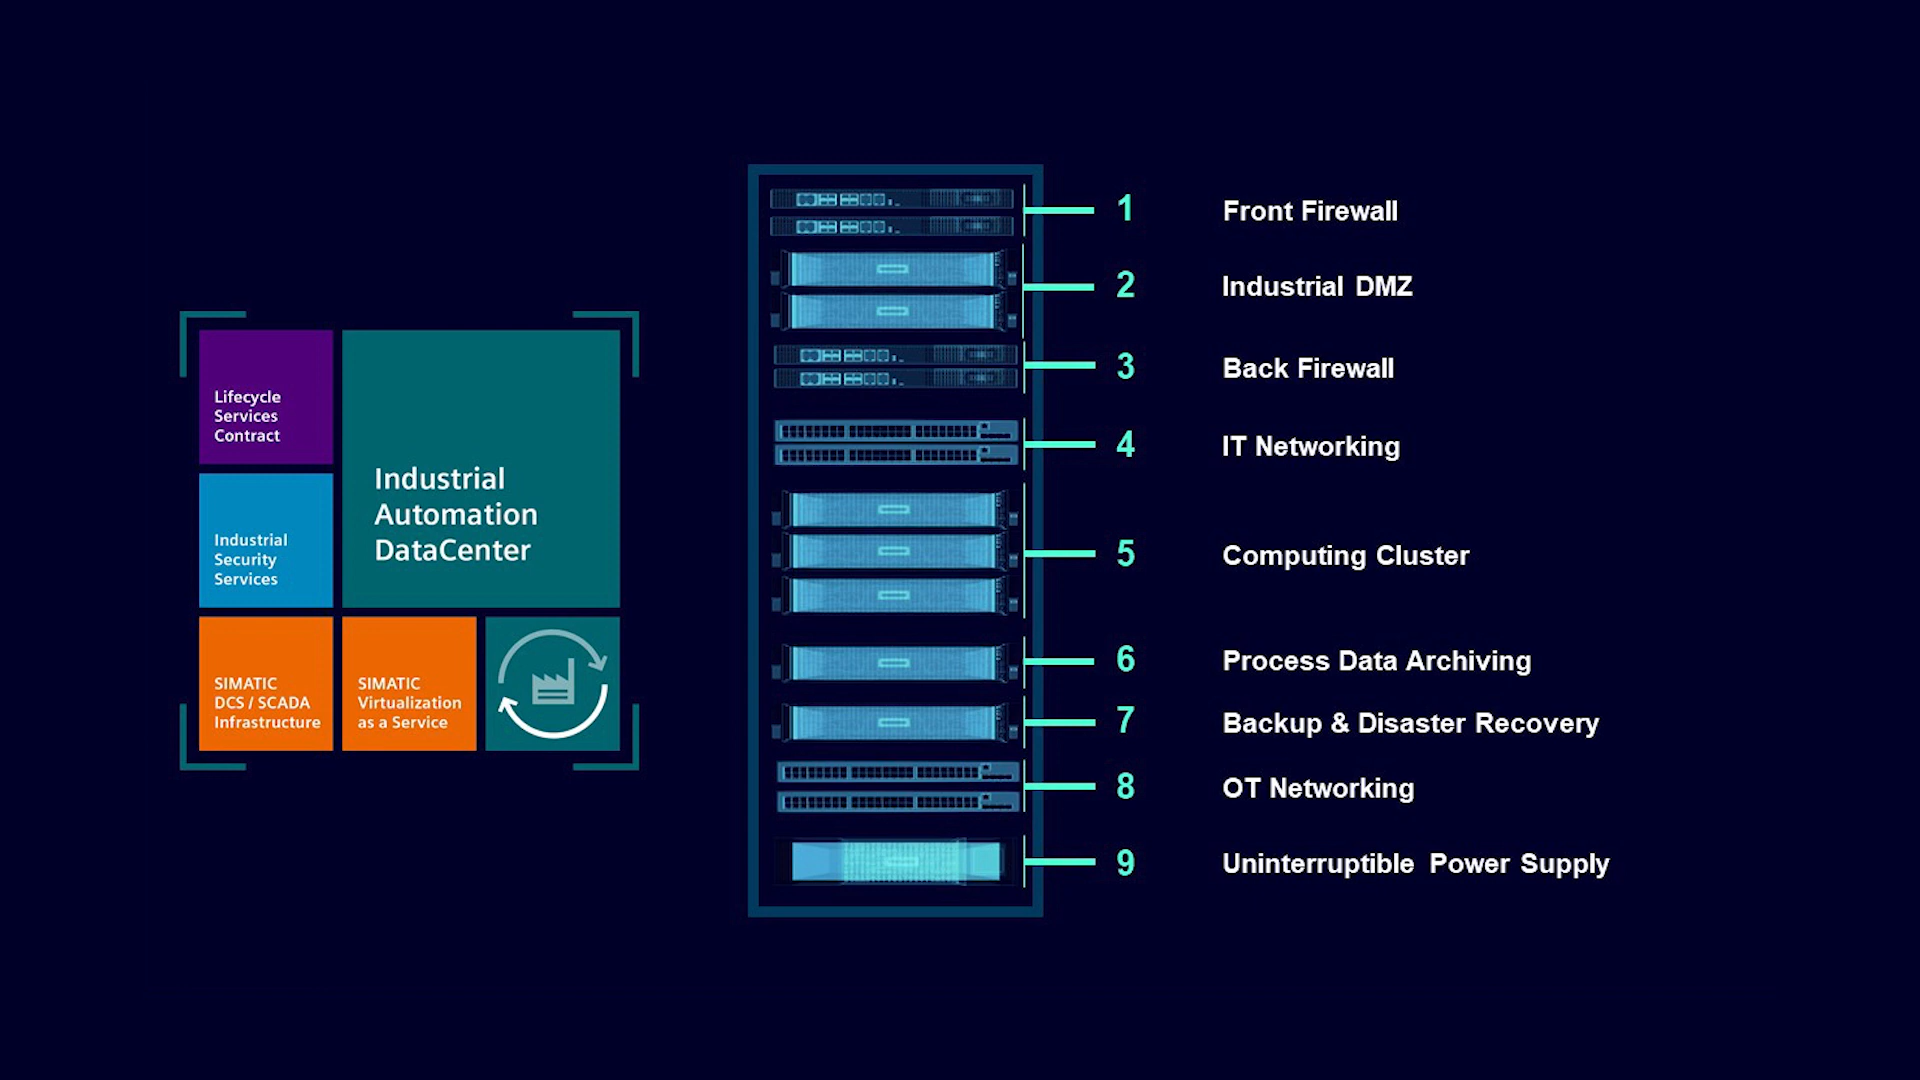 Lifecycle
Services
Contract
Industrial
Automation
DataCenter
Industrial
Security
Services
SIMATIC
DCS / SCADA
Infrastructure
SIMATIC
Virtualization
as a Service
1 Front Firewall
2 Industrial DMZ
3 Back Firewall
4 IT Networking
5 Computing Cluster
6 Process Data Archiving
7 Backup & Disaster Recovery
8 OT Networking
9 Uninterruptible Power Supply